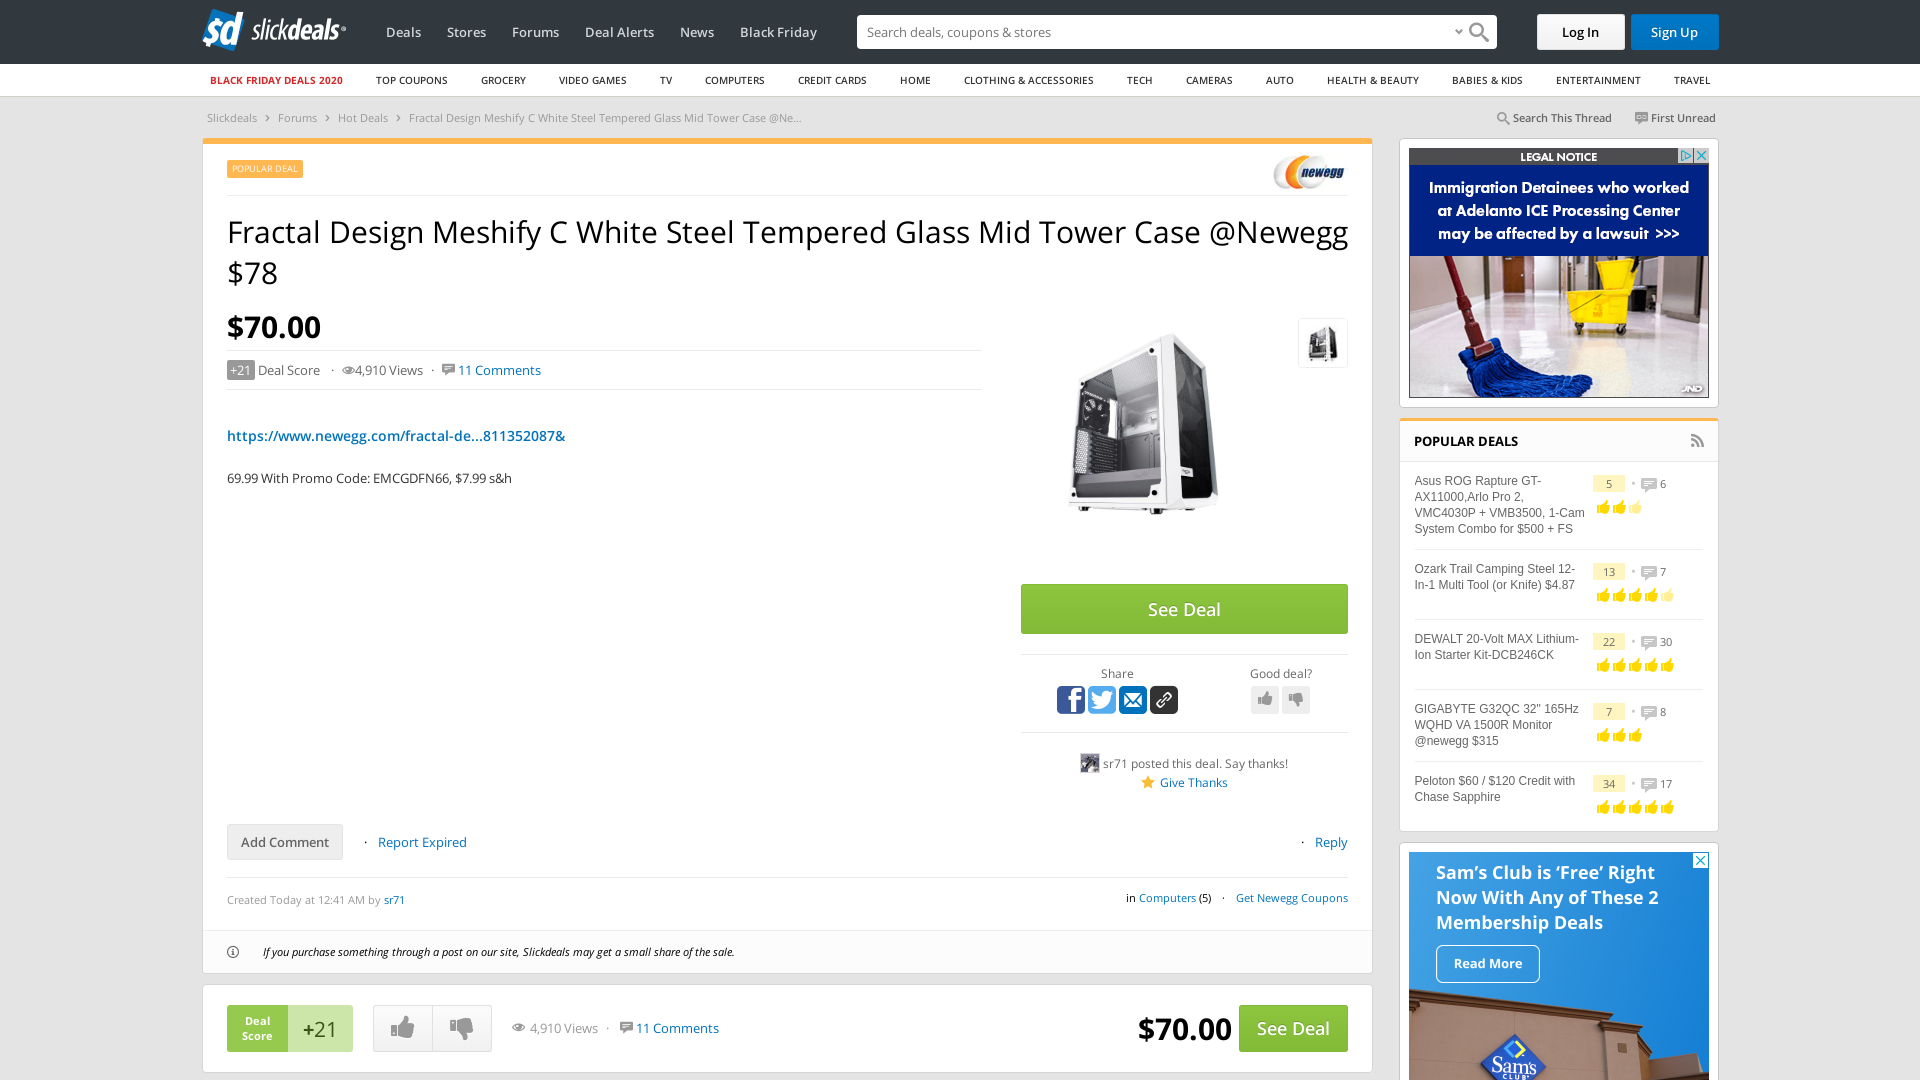 sd slickdeals
Deals
Stores
Forums
Deal Alerts
News
Black Friday
Search deals, coupons & stores
Log In
Sign Up
BLACK FRIDAY DEALS 2020
TOP COUPONS
GROCERY
VIDEO GAMES
TV
COMPUTERS
CREDIT CARDS
HOME
CLOTHING & ACCESSORIES
TECH
CAMERAS
AUTO
HEALTH & BEAUTY
BABIES & KIDS
ENTERTAINMENT
TRAVEL
Slickdeals › Forums › Hot Deals › Fractal Design Meshify C White Steel Tempered Glass Mid Tower Case @Ne...
Search This Thread
First Unread
POPULAR DEAL
newegg
Fractal Design Meshify C White Steel Tempered Glass Mid Tower Case @Newegg
$78
$70.00
+21 Deal Score · 4,910 Views · 11 Comments
https://www.newegg.com/fractal-de...811352087&
69.99 With Promo Code: EMCGDFN66, $7.99 s&h
See Deal
Share
Good deal?
sr71 posted this deal. Say thanks!
Give Thanks
Add Comment
· Report Expired
· Reply
Created Today at 12:41 AM by sr71
in Computers (5) · Get Newegg Coupons
If you purchase something through a post on our site, Slickdeals may get a small share of the sale.
Deal
Score
+21
4,910 Views · 11 Comments
$70.00
See Deal
LEGAL NOTICE
Immigration Detainees who worked
at Adelanto ICE Processing Center
may be affected by a lawsuit >>>
JND
POPULAR DEALS
Asus ROG Rapture GT-
AX11000,Arlo Pro 2,
VMC4030P + VMB3500, 1-Cam
System Combo for $500 + FS
5 · 6
Ozark Trail Camping Steel 12-
In-1 Multi Tool (or Knife) $4.87
13 · 7
DEWALT 20-Volt MAX Lithium-
Ion Starter Kit-DCB246CK
22 · 30
GIGABYTE G32QC 32" 165Hz
WQHD VA 1500R Monitor
@newegg $315
7 · 8
Peloton $60 / $120 Credit with
Chase Sapphire
34 · 17
Sam's Club is ‘Free’ Right
Now With Any of These 2
Membership Deals
Read More
Sam's
CLUB